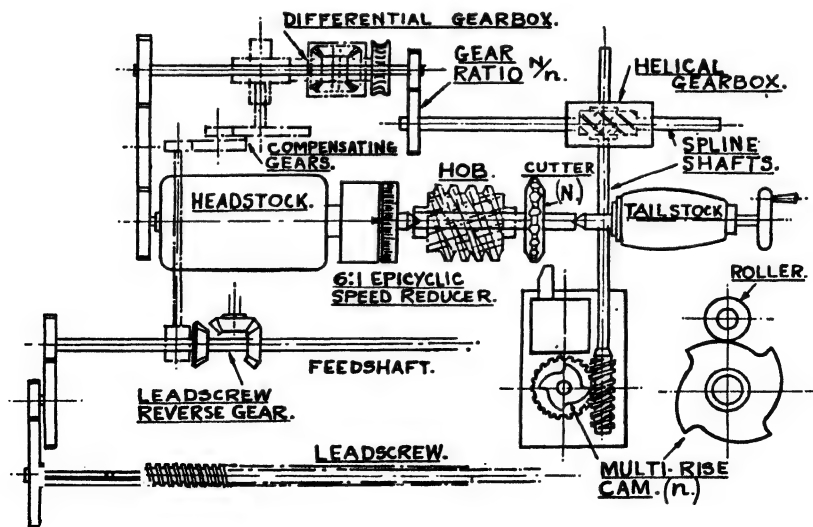 DIFFERENTIAL GEARBOX.
GEAR
RATIO N/n.
HELICAL
GEARBOX.
COMPENSATING
GEARS.
SPLINE
SHAFTS.
HEADSTOCK.
HOB.
CUTTER
(N.)
TAILSTOCK
6:1 EPICYCLIC
SPEED REDUCER.
ROLLER.
FEEDSHAFT.
LEADSCREW
REVERSE GEAR.
LEADSCREW.
MULTI-RISE
CAM. (n.)